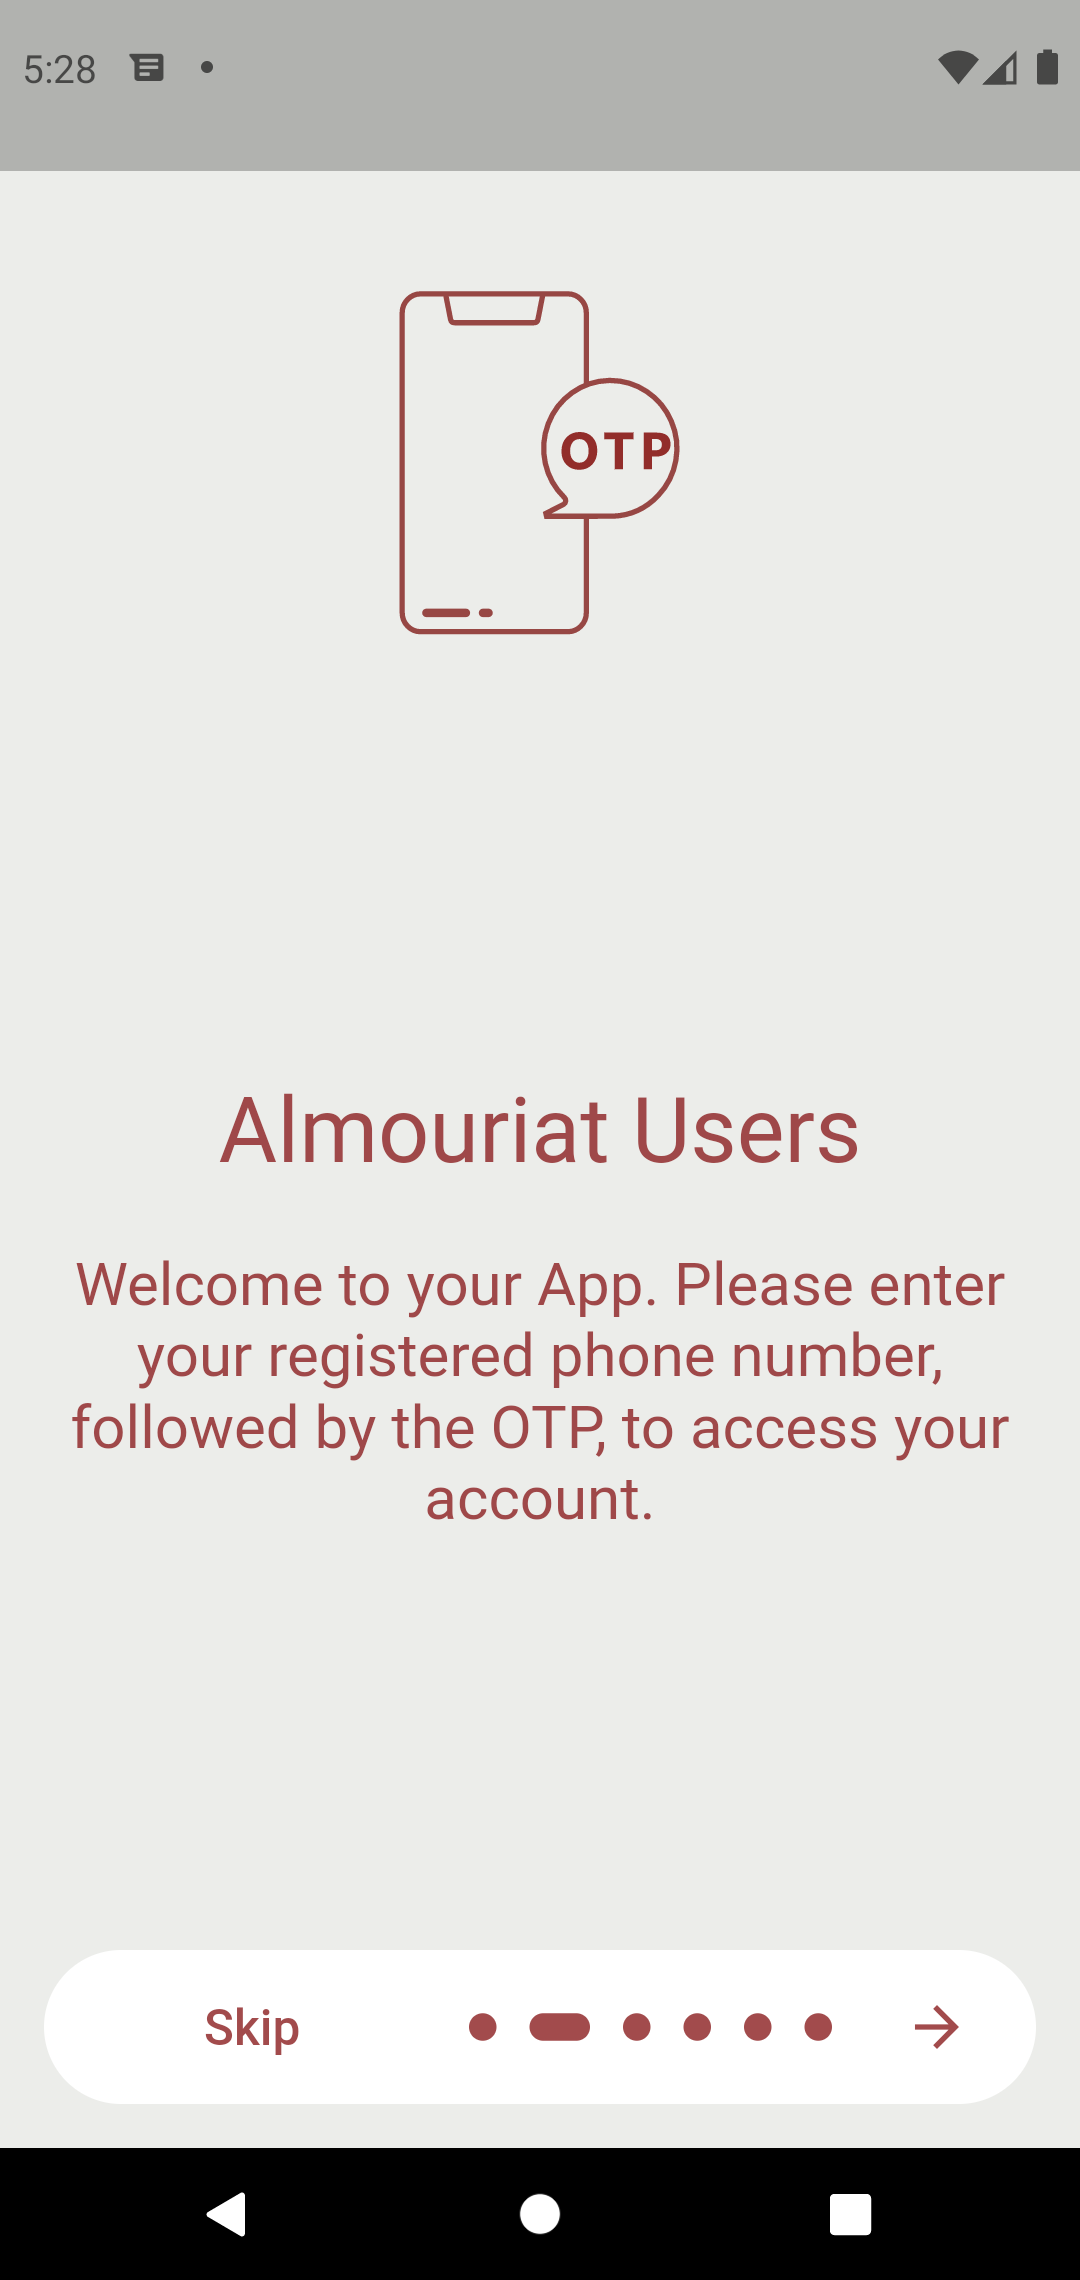 5:28
OTP
Almouriat Users
Welcome to your App. Please enter
your registered phone number,
followed by the OTP, to access your
account.
Skip